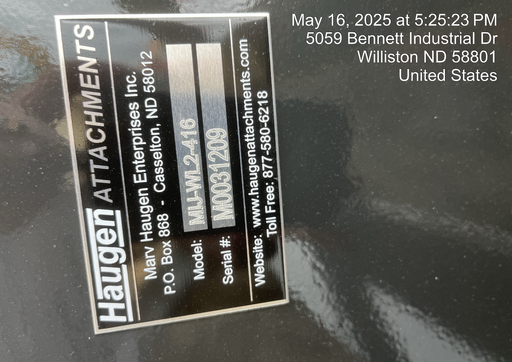 May 16, 2025 at 5:25:23 PM
5059 Bennett Industrial Dr
Williston ND 58801
United States
Haugen ATTACHMENTS
Marv Haugen Enterprises Inc.
P.O. Box 868 - Casselton, ND 58012
Model: MIJ-WL2-416
Serial #: M0031209
Website: www.haugenattachments.com
Toll Free: 877-580-6218